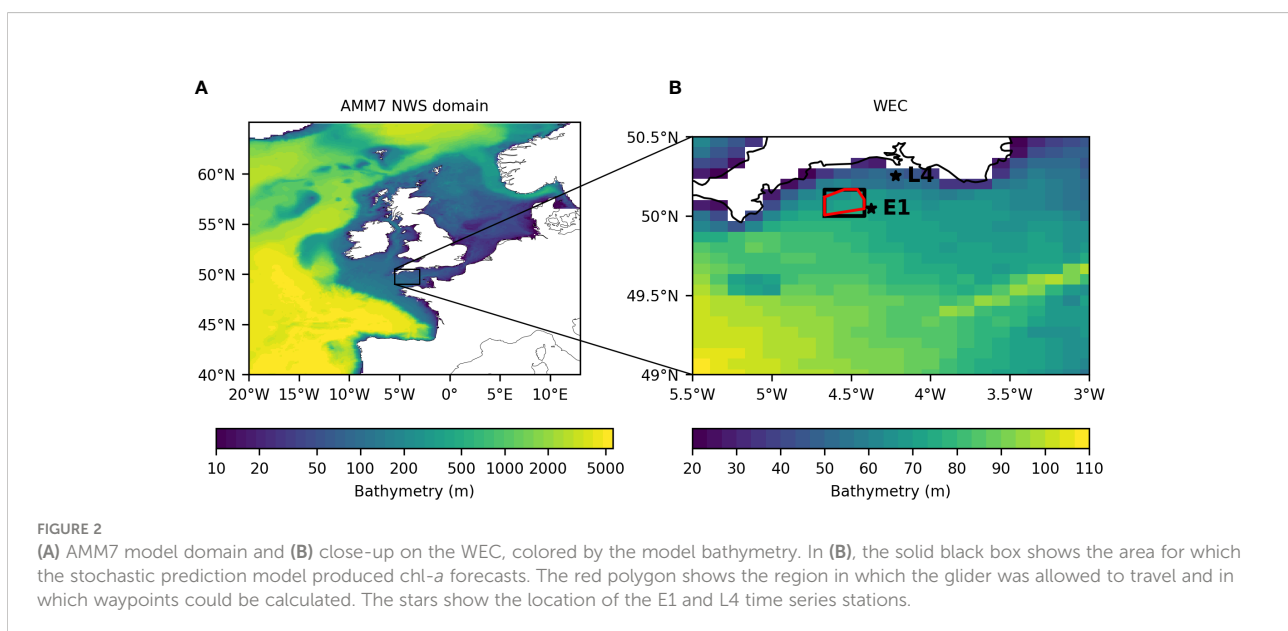 A
AMM7 NWS domain
60°N
55°N
50°N
45°N
40°N
20°W 15°W 10°W 5°W 0° 5°E 10°E
10 20 50 100 200 500 1000 2000 5000
Bathymetry (m)
B
WEC
50.5°N
50°N
49.5°N
49°N
L4
E1
5.5°W 5°W 4.5°W 4°W 3.5°W 3°W
20 30 40 50 60 70 80 90 100 110
Bathymetry (m)
FIGURE 2
(A) AMM7 model domain and (B) close-up on the WEC, colored by the model bathymetry. In (B), the solid black box shows the area for which
the stochastic prediction model produced chl-a forecasts. The red polygon shows the region in which the glider was allowed to travel and in
which waypoints could be calculated. The stars show the location of the E1 and L4 time series stations.